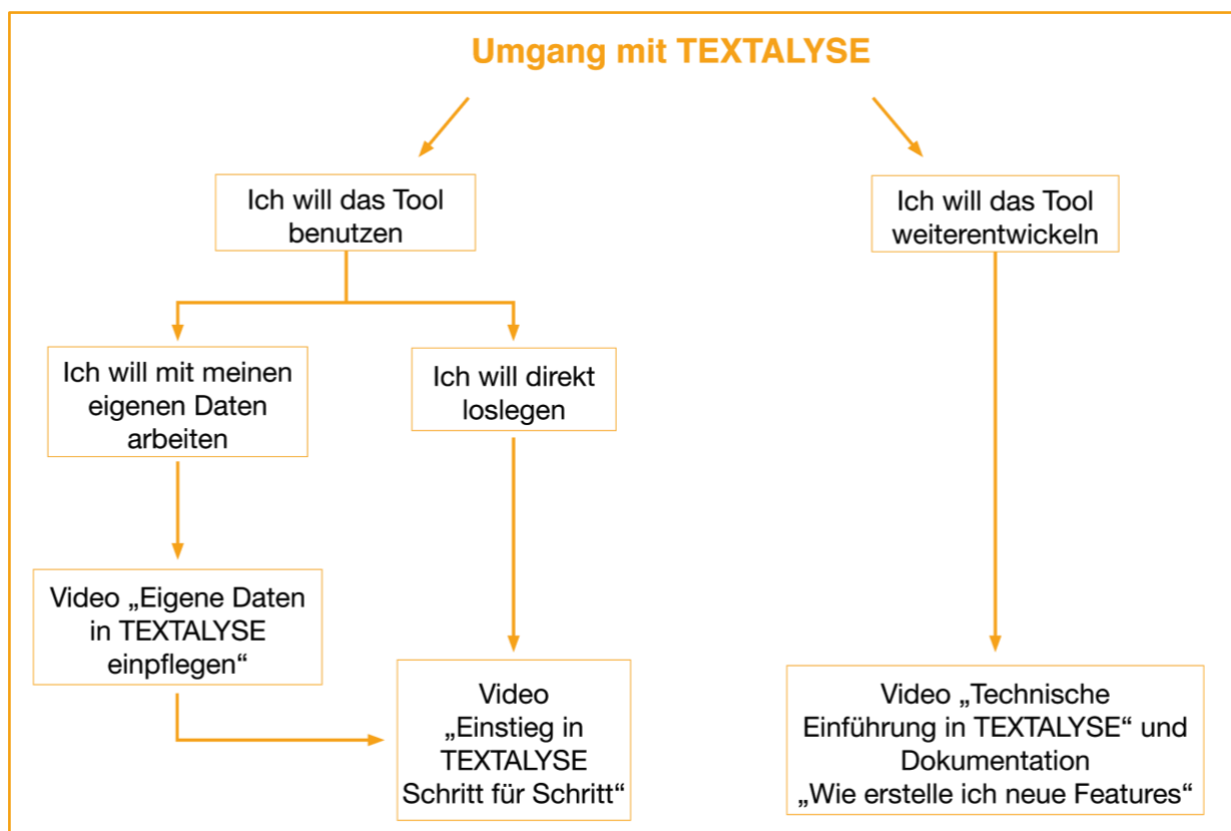 Umgang mit TEXTALYSE
Ich will das Tool
benutzen
Ich will das Tool
weiterentwickeln
Ich will mit meinen
eigenen Daten
arbeiten
Ich will direkt
loslegen
Video „Eigene Daten
in TEXTALYSE
einpflegen“
Video
„Einstieg in
TEXTALYSE
Schritt für Schritt“
Video „Technische
Einführung in TEXTALYSE“ und
Dokumentation
„Wie erstelle ich neue Features“